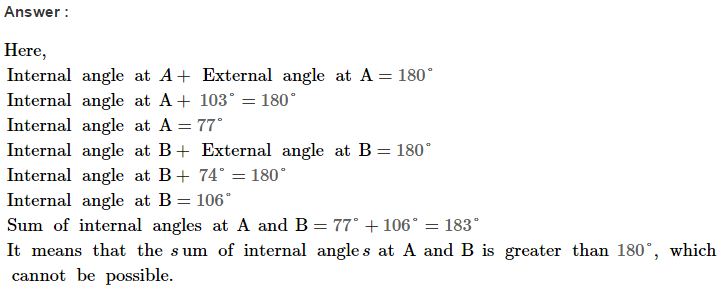 Answer :
Here,
Internal angle at A + External angle at A = 180°
Internal angle at A + 103° = 180°
Internal angle at A = 77°
Internal angle at B + External angle at B = 180°
Internal angle at B + 74° = 180°
Internal angle at B = 106°
Sum of internal angles at A and B = 77° + 106° = 183°
It means that the sum of internal angles at A and B is greater than 180°, which
cannot be possible.